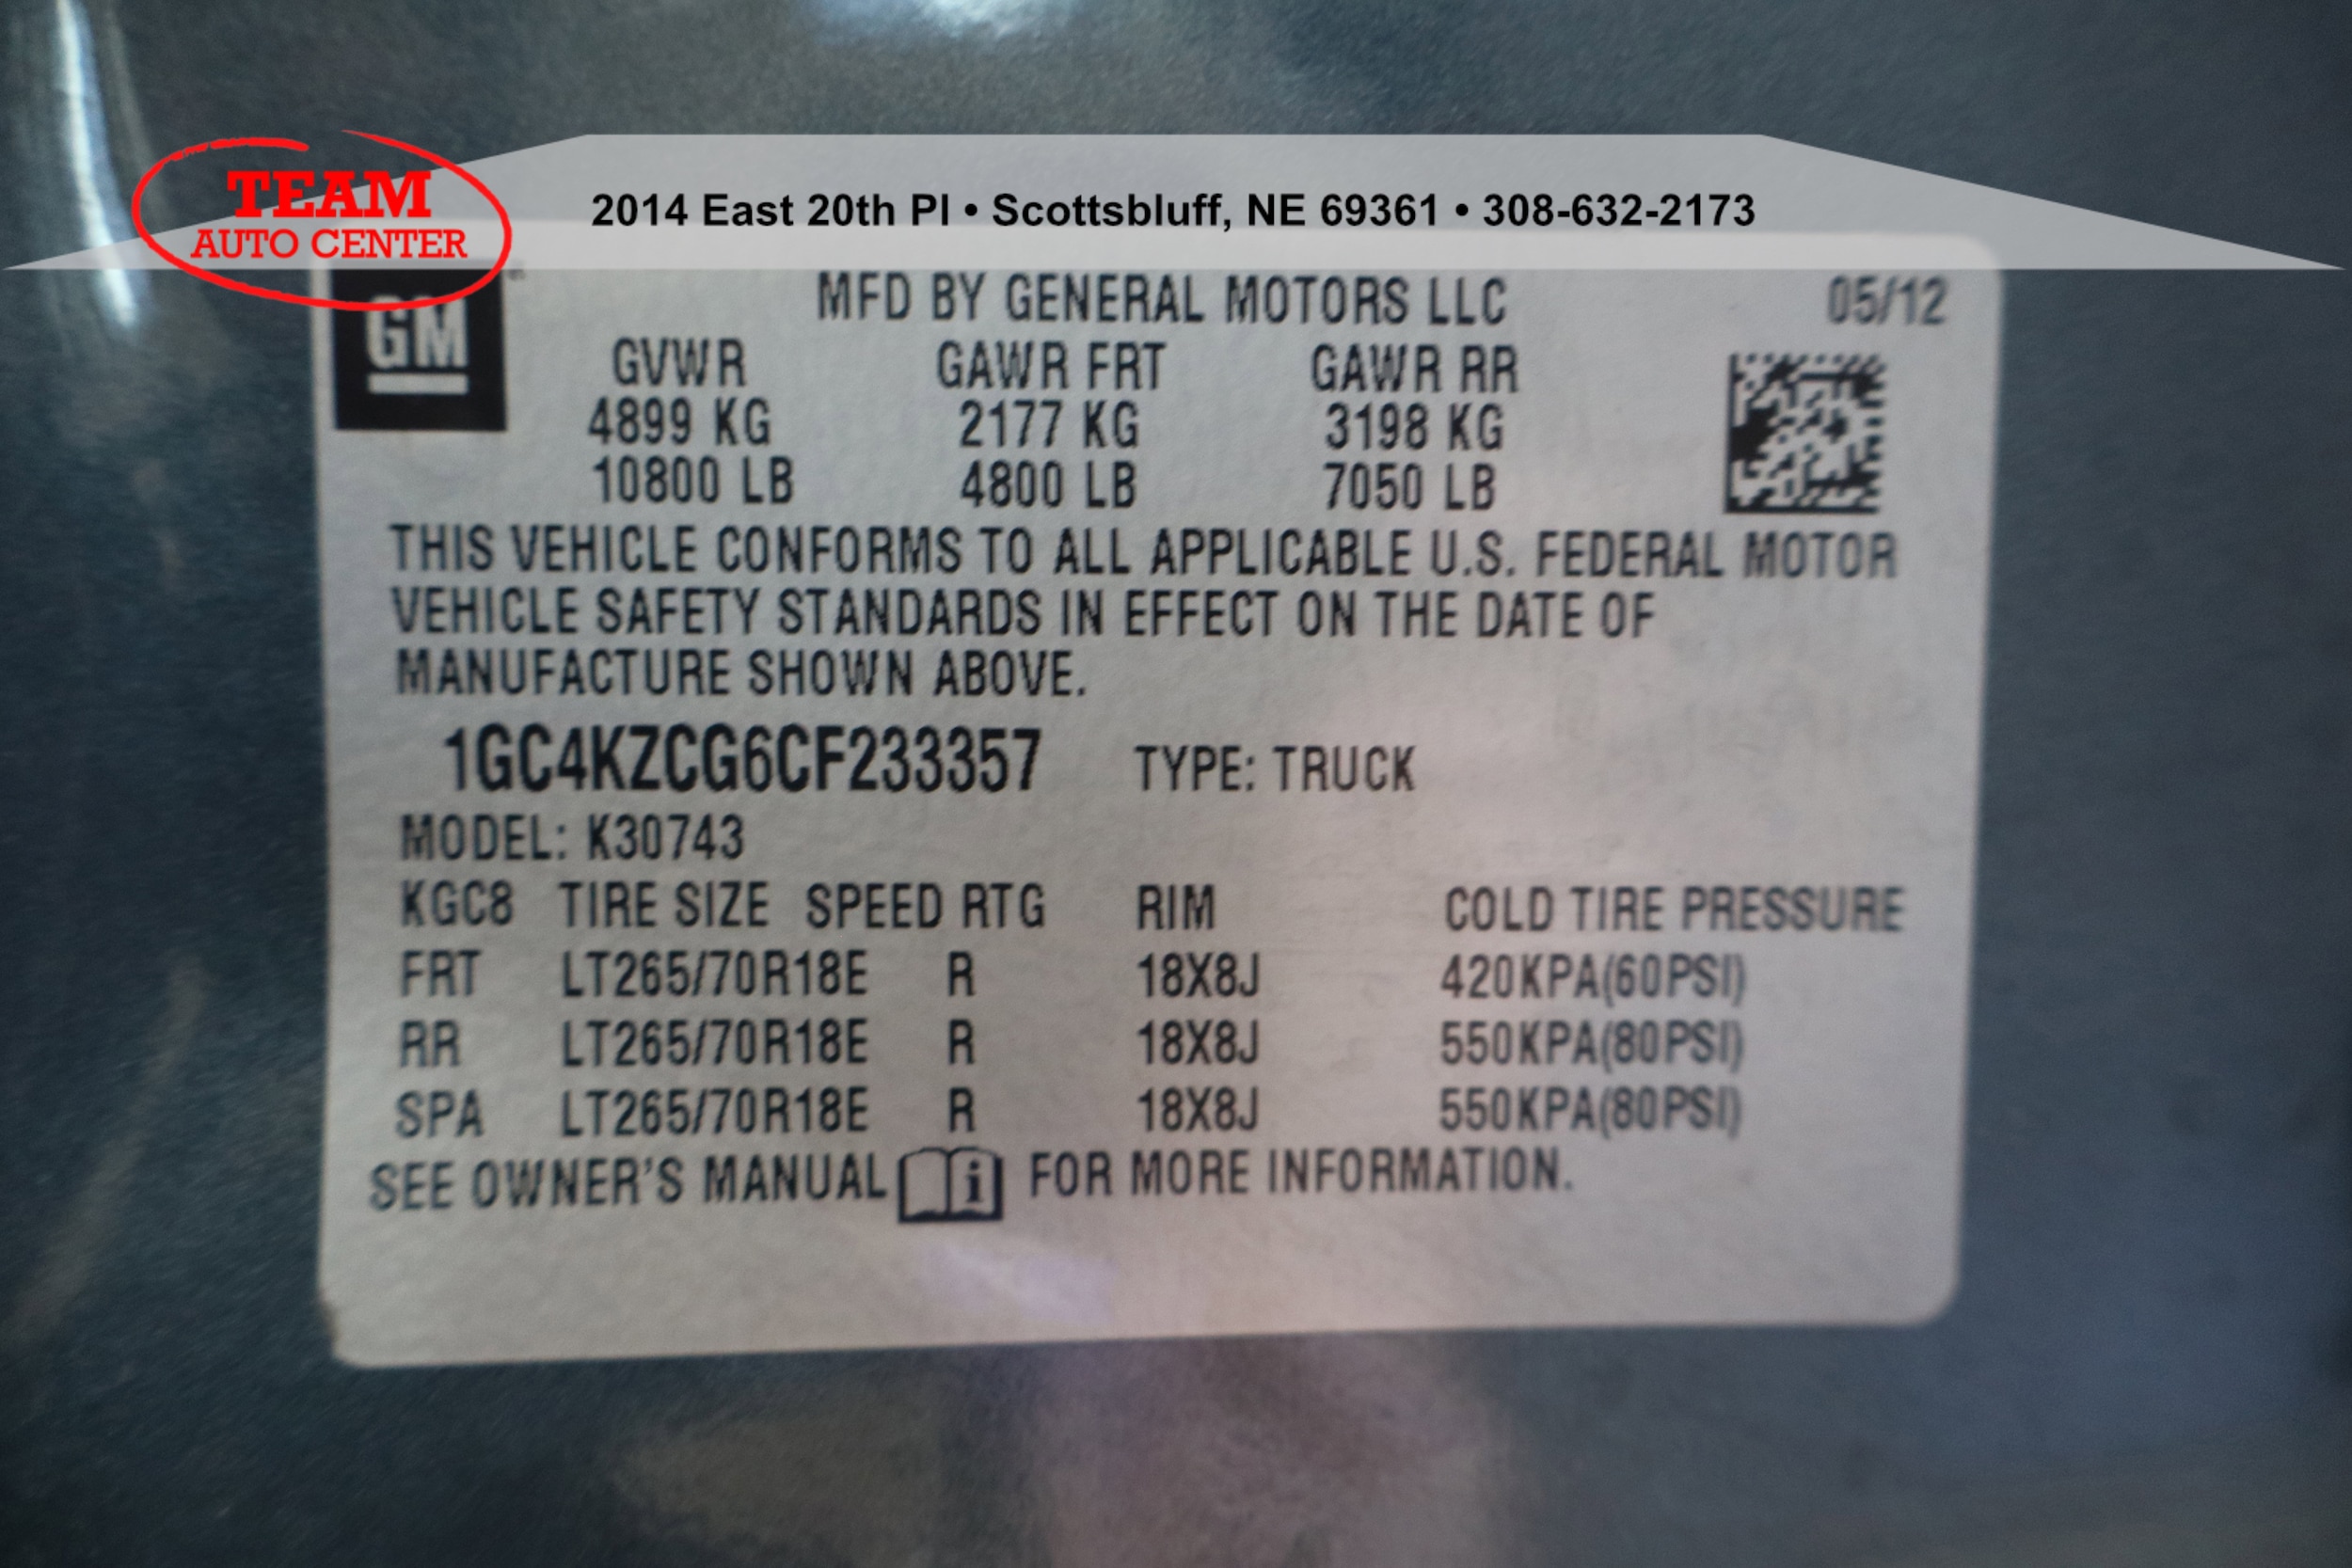 TEAM
AUTO CENTER
2014 East 20th Pl • Scottsbluff, NE 69361 • 308-632-2173
GM
MFD BY GENERAL MOTORS LLC 05/12
GVWR GAWR FRT GAWR RR
4899 KG 2177 KG 3198 KG
10800 LB 4800 LB 7050 LB
THIS VEHICLE CONFORMS TO ALL APPLICABLE U.S. FEDERAL MOTOR
VEHICLE SAFETY STANDARDS IN EFFECT ON THE DATE OF
MANUFACTURE SHOWN ABOVE.
1GC4KZCG6CF233357 TYPE: TRUCK
MODEL: K30743
KGC8 TIRE SIZE SPEED RTG RIM COLD TIRE PRESSURE
FRT LT265/70R18E R 18X8J 420KPA(60PSI)
RR LT265/70R18E R 18X8J 550KPA(80PSI)
SPA LT265/70R18E R 18X8J 550KPA(80PSI)
SEE OWNER'S MANUAL i FOR MORE INFORMATION.